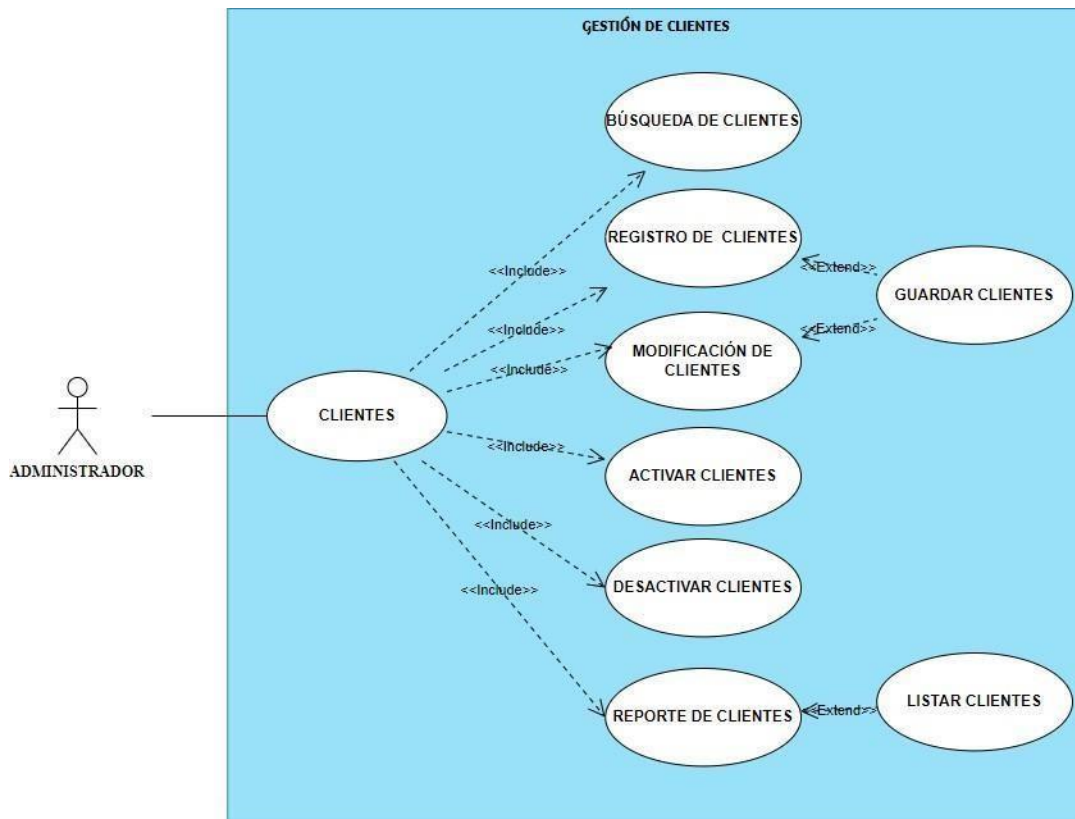 GESTIÓN DE CLIENTES
BÚSQUEDA DE CLIENTES
REGISTRO DE CLIENTES
<<Include>>
<<Extend>>
GUARDAR CLIENTES
<<Include>>
<<Extend>>
MODIFICACIÓN DE
CLIENTES
<<Include>>
CLIENTES
ADMINISTRADOR
<<Include>>
ACTIVAR CLIENTES
<<Include>>
DESACTIVAR CLIENTES
<<Include>>
REPORTE DE CLIENTES
<<Extend>>
LISTAR CLIENTES